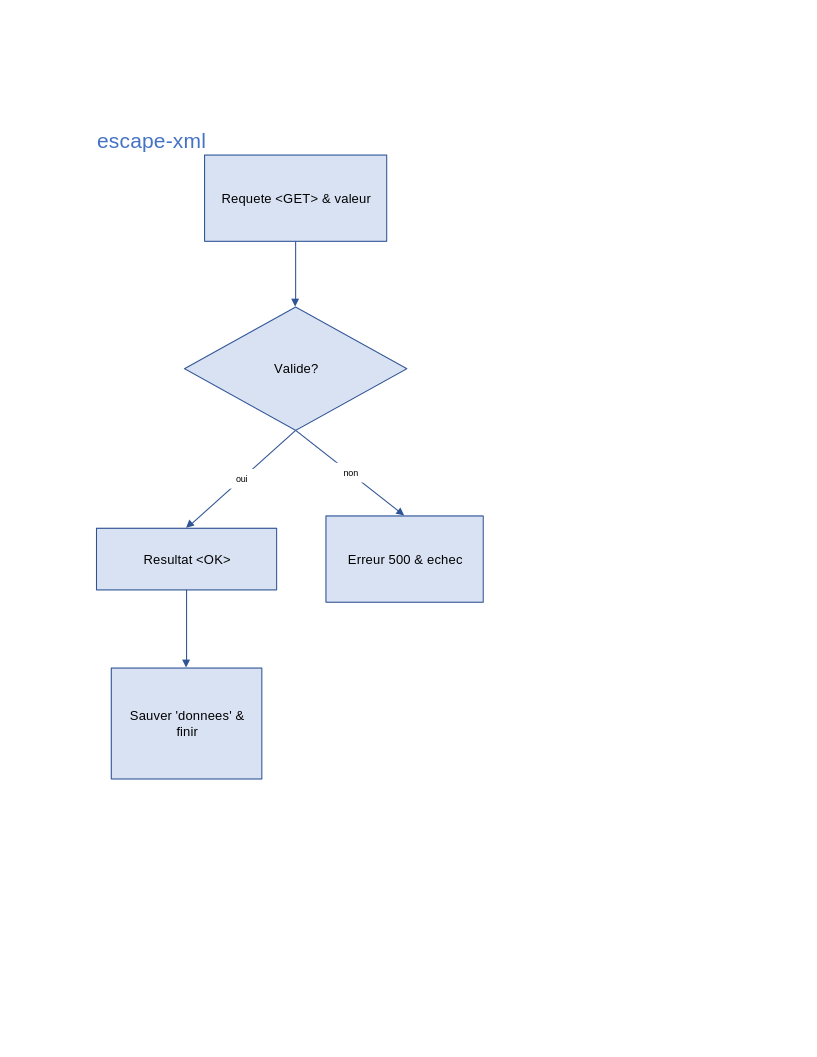 escape-xml
Requete <GET> & valeur
Valide?
oui
non
Resultat <OK>
Erreur 500 & echec
Sauver 'donnees' &
finir